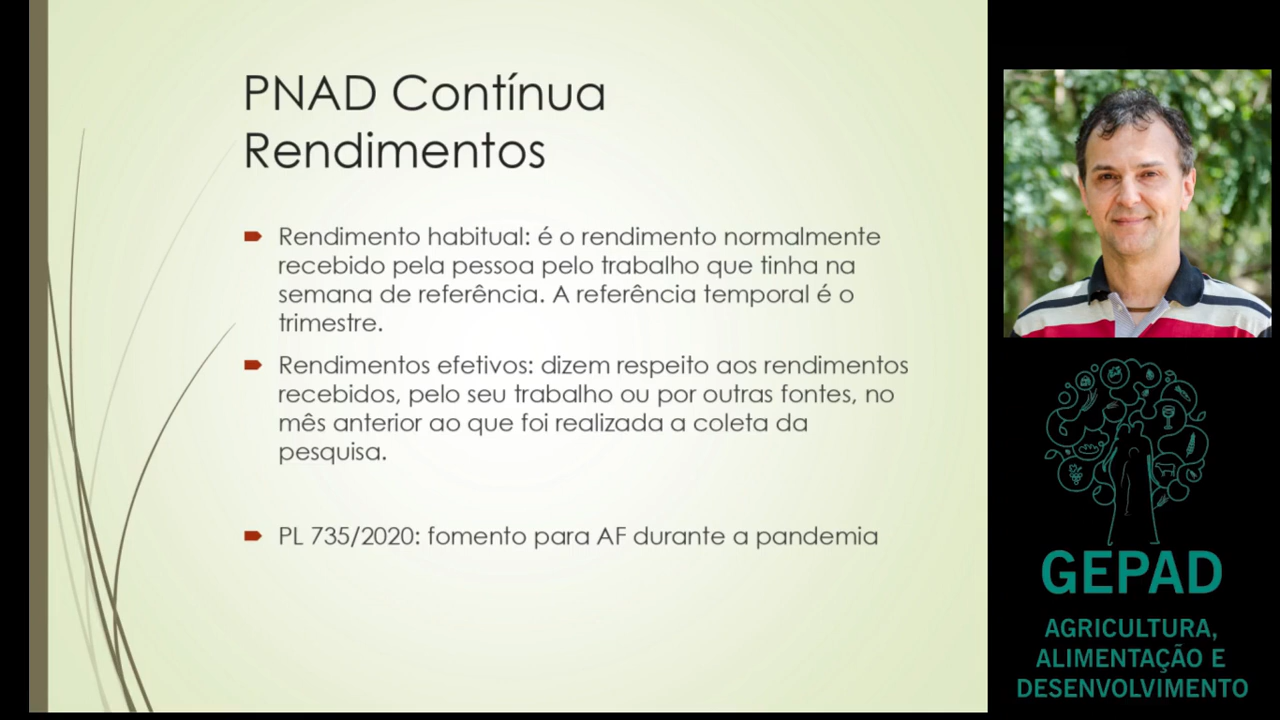 PNAD Contínua
Rendimentos
Rendimento habitual: é o rendimento normalmente
recebido pela pessoa pelo trabalho que tinha na
semana de referência. A referência temporal é o
trimestre.
Rendimentos efetivos: dizem respeito aos rendimentos
recebidos, pelo seu trabalho ou por outras fontes, no
mês anterior ao que foi realizada a coleta da
pesquisa.
PL 735/2020: fomento para AF durante a pandemia
GEPAD
AGRICULTURA,
ALIMENTAÇÃO E
DESENVOLVIMENTO